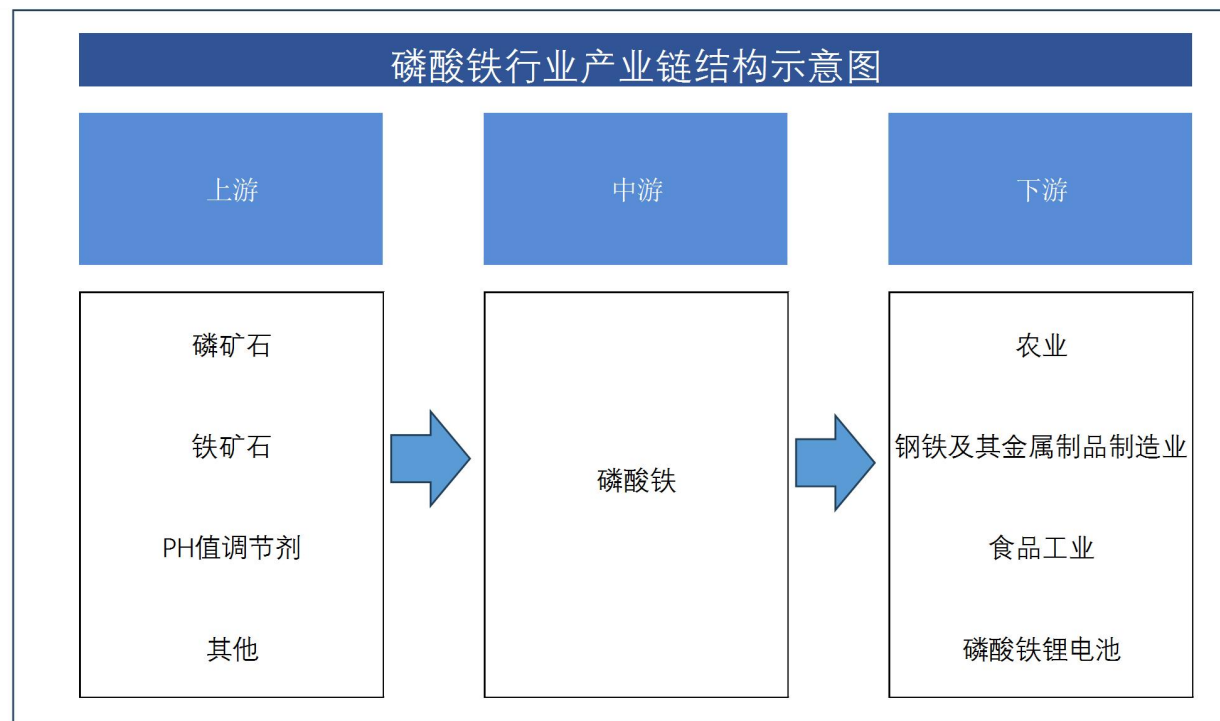 磷酸铁行业产业链结构示意图
上游
中游
下游
磷矿石
铁矿石
PH值调节剂
其他
磷酸铁
农业
钢铁及其金属制品制造业
食品工业
磷酸铁锂电池